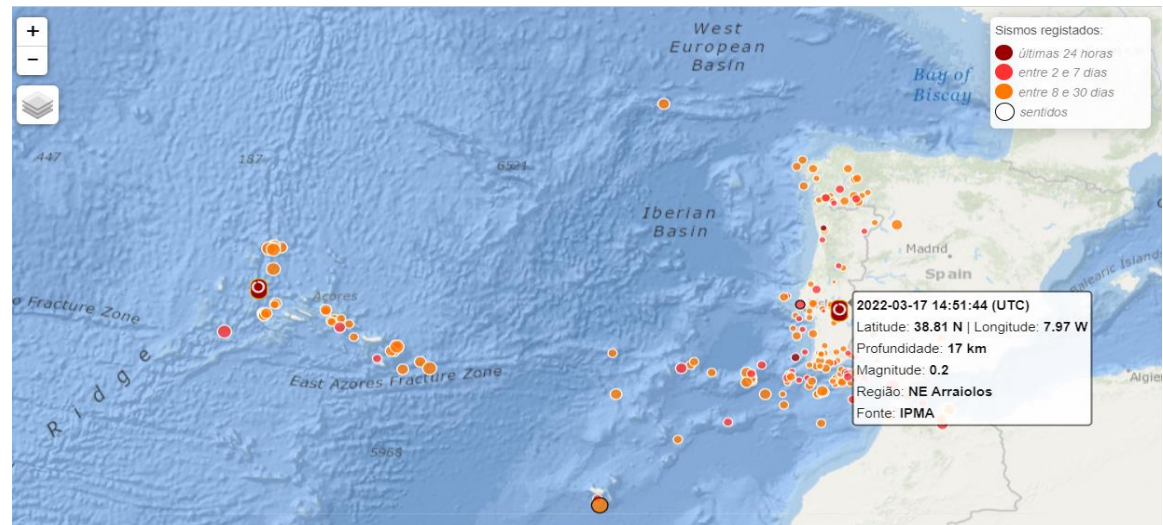 +
−
West
European
Basin
Bay of
Biscay
Sismos registados:
últimas 24 horas
entre 2 e 7 dias
entre 8 e 30 dias
sentidos
447
187
6521
Iberian
Basin
Madrid
Spain
Balearic Islands
Açores
Fracture Zone
2022-03-17 14:51:44 (UTC)
Latitude: 38.81 N | Longitude: 7.97 W
Profundidade: 17 km
Magnitude: 0.2
Região: NE Arraiolos
Fonte: IPMA
East Azores Fracture Zone
Ridge
Algier
5968